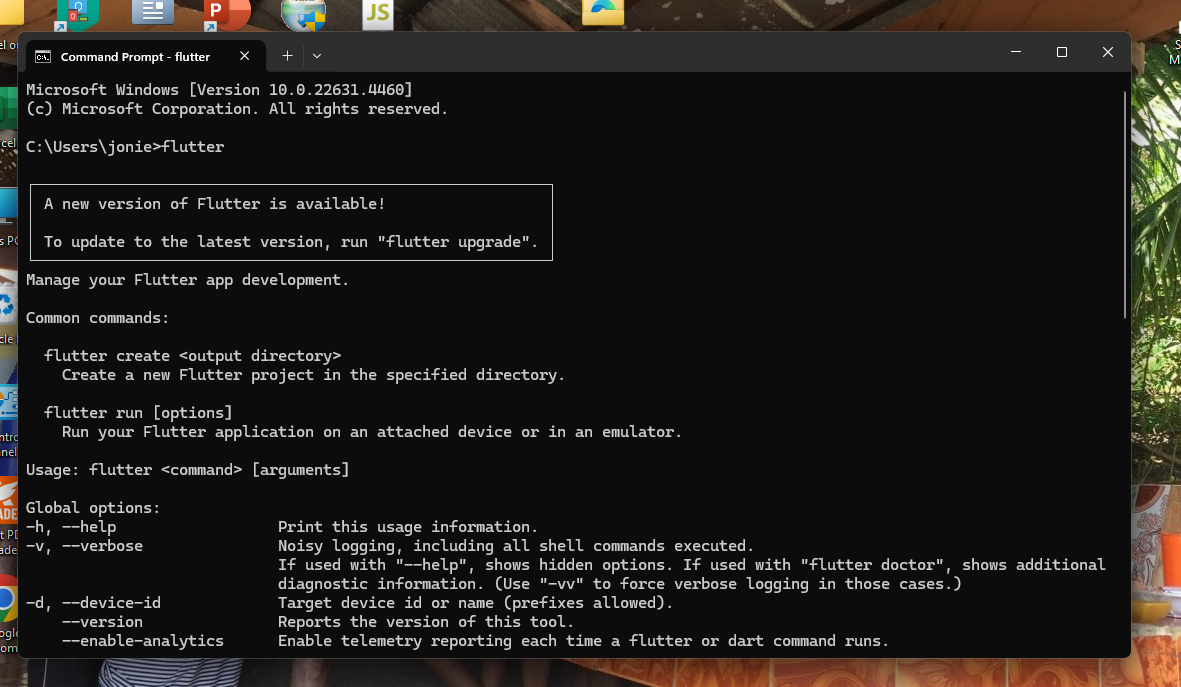 JS
Command Prompt - flutter
Microsoft Windows [Version 10.0.22631.4460]
(c) Microsoft Corporation. All rights reserved.
C:\Users\jonie>flutter
A new version of Flutter is available!
To update to the latest version, run "flutter upgrade".
Manage your Flutter app development.
Common commands:
flutter create <output directory>
Create a new Flutter project in the specified directory.
flutter run [options]
Run your Flutter application on an attached device or in an emulator.
Usage: flutter <command> [arguments]
Global options:
-h, --help Print this usage information.
-v, --verbose Noisy logging, including all shell commands executed.
If used with "--help", shows hidden options. If used with "flutter doctor", shows additional
diagnostic information. (Use "-vv" to force verbose logging in those cases.)
-d, --device-id Target device id or name (prefixes allowed).
--version Reports the version of this tool.
--enable-analytics Enable telemetry reporting each time a flutter or dart command runs.